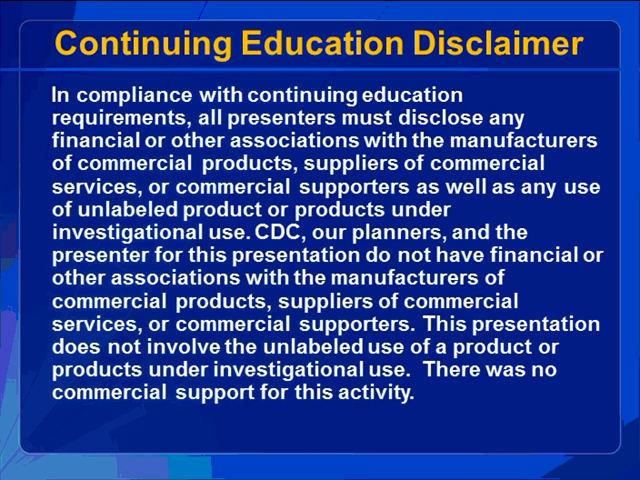 Continuing Education Disclaimer
In compliance with continuing education
requirements, all presenters must disclose any
financial or other associations with the manufacturers
of commercial products, suppliers of commercial
services, or commercial supporters as well as any use
of unlabeled product or products under
investigational use. CDC, our planners, and the
presenter for this presentation do not have financial or
other associations with the manufacturers of
commercial products, suppliers of commercial
services, or commercial supporters. This presentation
does not involve the unlabeled use of a product or
products under investigational use. There was no
commercial support for this activity.